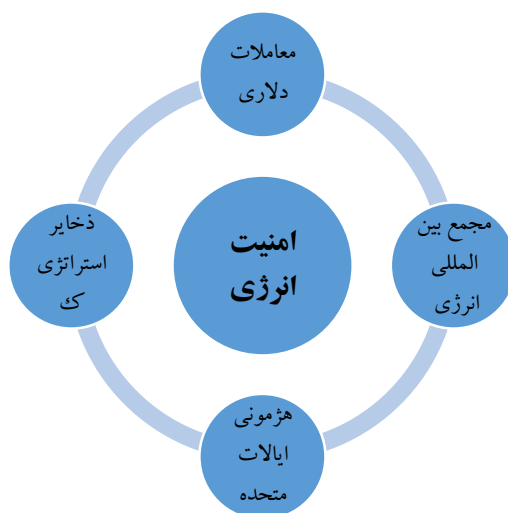 معاملات
دلاری
مجمع بین
المللی
انرژی
امنیت
انرژی
ذخایر
استراتژی
ک
هژمونی
ایالات
متحده